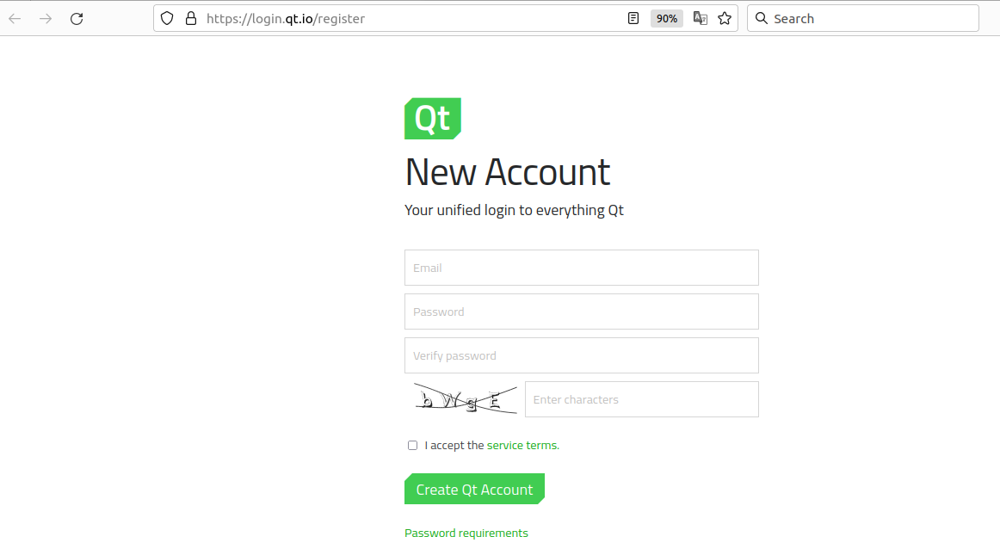 https://login.qt.io/register
90%
Search
Qt
New Account
Your unified login to everything Qt
Email
Password
Verify password
bWgE
Enter characters
I accept the service terms.
Create Qt Account
Password requirements